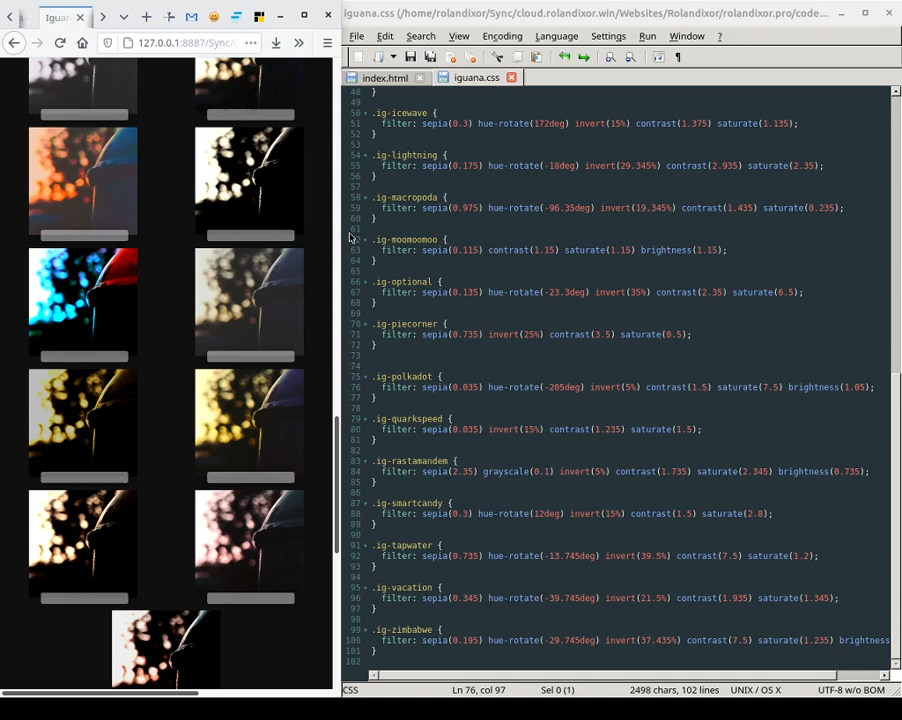 iguana.css (/home/rolandixor/Sync/cloud.rolandixor.win/Websites/Rolandixor/rolandixor.pro/code...
Iguana
127.0.0.1:8887/Sync/c
File Edit Search View Encoding Language Settings Run Window ?
index.html iguana.css
48 }
49
50 .ig-icewave {
51 filter: sepia(0.3) hue-rotate(172deg) invert(15%) contrast(1.375) saturate(1.135);
52 }
53
54 .ig-lightning {
55 filter: sepia(0.175) hue-rotate(-18deg) invert(29.345%) contrast(2.935) saturate(2.35);
56 }
57
58 .ig-macropoda {
59 filter: sepia(0.975) hue-rotate(-96.35deg) invert(19.345%) contrast(1.435) saturate(0.235);
60 }
61
62 .ig-moomoomoo {
63 filter: sepia(0.115) contrast(1.15) saturate(1.15) brightness(1.15);
64 }
65
66 .ig-optional {
67 filter: sepia(0.135) hue-rotate(-23.3deg) invert(35%) contrast(2.35) saturate(6.5);
68 }
69
70 .ig-piecorner {
71 filter: sepia(0.735) invert(25%) contrast(3.5) saturate(0.5);
72 }
73
74
75 .ig-polkadot {
76 filter: sepia(0.035) hue-rotate(-205deg) invert(5%) contrast(1.5) saturate(7.5) brightness(1.05);
77 }
78
79 .ig-quarkspeed {
80 filter: sepia(0.035) invert(15%) contrast(1.235) saturate(1.5);
81 }
82
83 .ig-rastamandem {
84 filter: sepia(2.35) grayscale(0.1) invert(5%) contrast(1.735) saturate(2.345) brightness(0.735);
85 }
86
87 .ig-smartcandy {
88 filter: sepia(0.3) hue-rotate(12deg) invert(15%) contrast(1.5) saturate(2.8);
89 }
90
91 .ig-tapwater {
92 filter: sepia(0.735) hue-rotate(-13.745deg) invert(39.5%) contrast(7.5) saturate(1.2);
93 }
94
95 .ig-vacation {
96 filter: sepia(0.345) hue-rotate(-39.745deg) invert(21.5%) contrast(1.935) saturate(1.345);
97 }
98
99 .ig-zimbabwe {
100 filter: sepia(0.195) hue-rotate(-29.745deg) invert(37.435%) contrast(7.5) saturate(1.235) brightness
101 }
102
CSS Ln 76, col 97 Sel 0 (1) 2498 chars, 102 lines UNIX / OS X UTF-8 w/o BOM